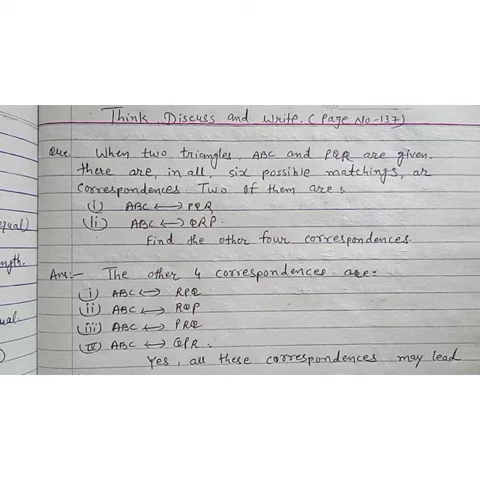 Think, Discuss and Write. (Page No.-137)
Que. When two triangles, ABC and PQR are given.
there are, in all, six possible matchings, or
correspondences. Two of them are:
(i) ABC ⟷ PQR
(ii) ABC ⟷ QRP.
Find the other four correspondences.
Ans:- The other 4 correspondences are:
(i) ABC ⟷ RPQ
(ii) ABC ⟷ RQP
(iii) ABC ⟷ PRQ
(iv) ABC ⟷ QPR.
Yes, all these correspondences may lead